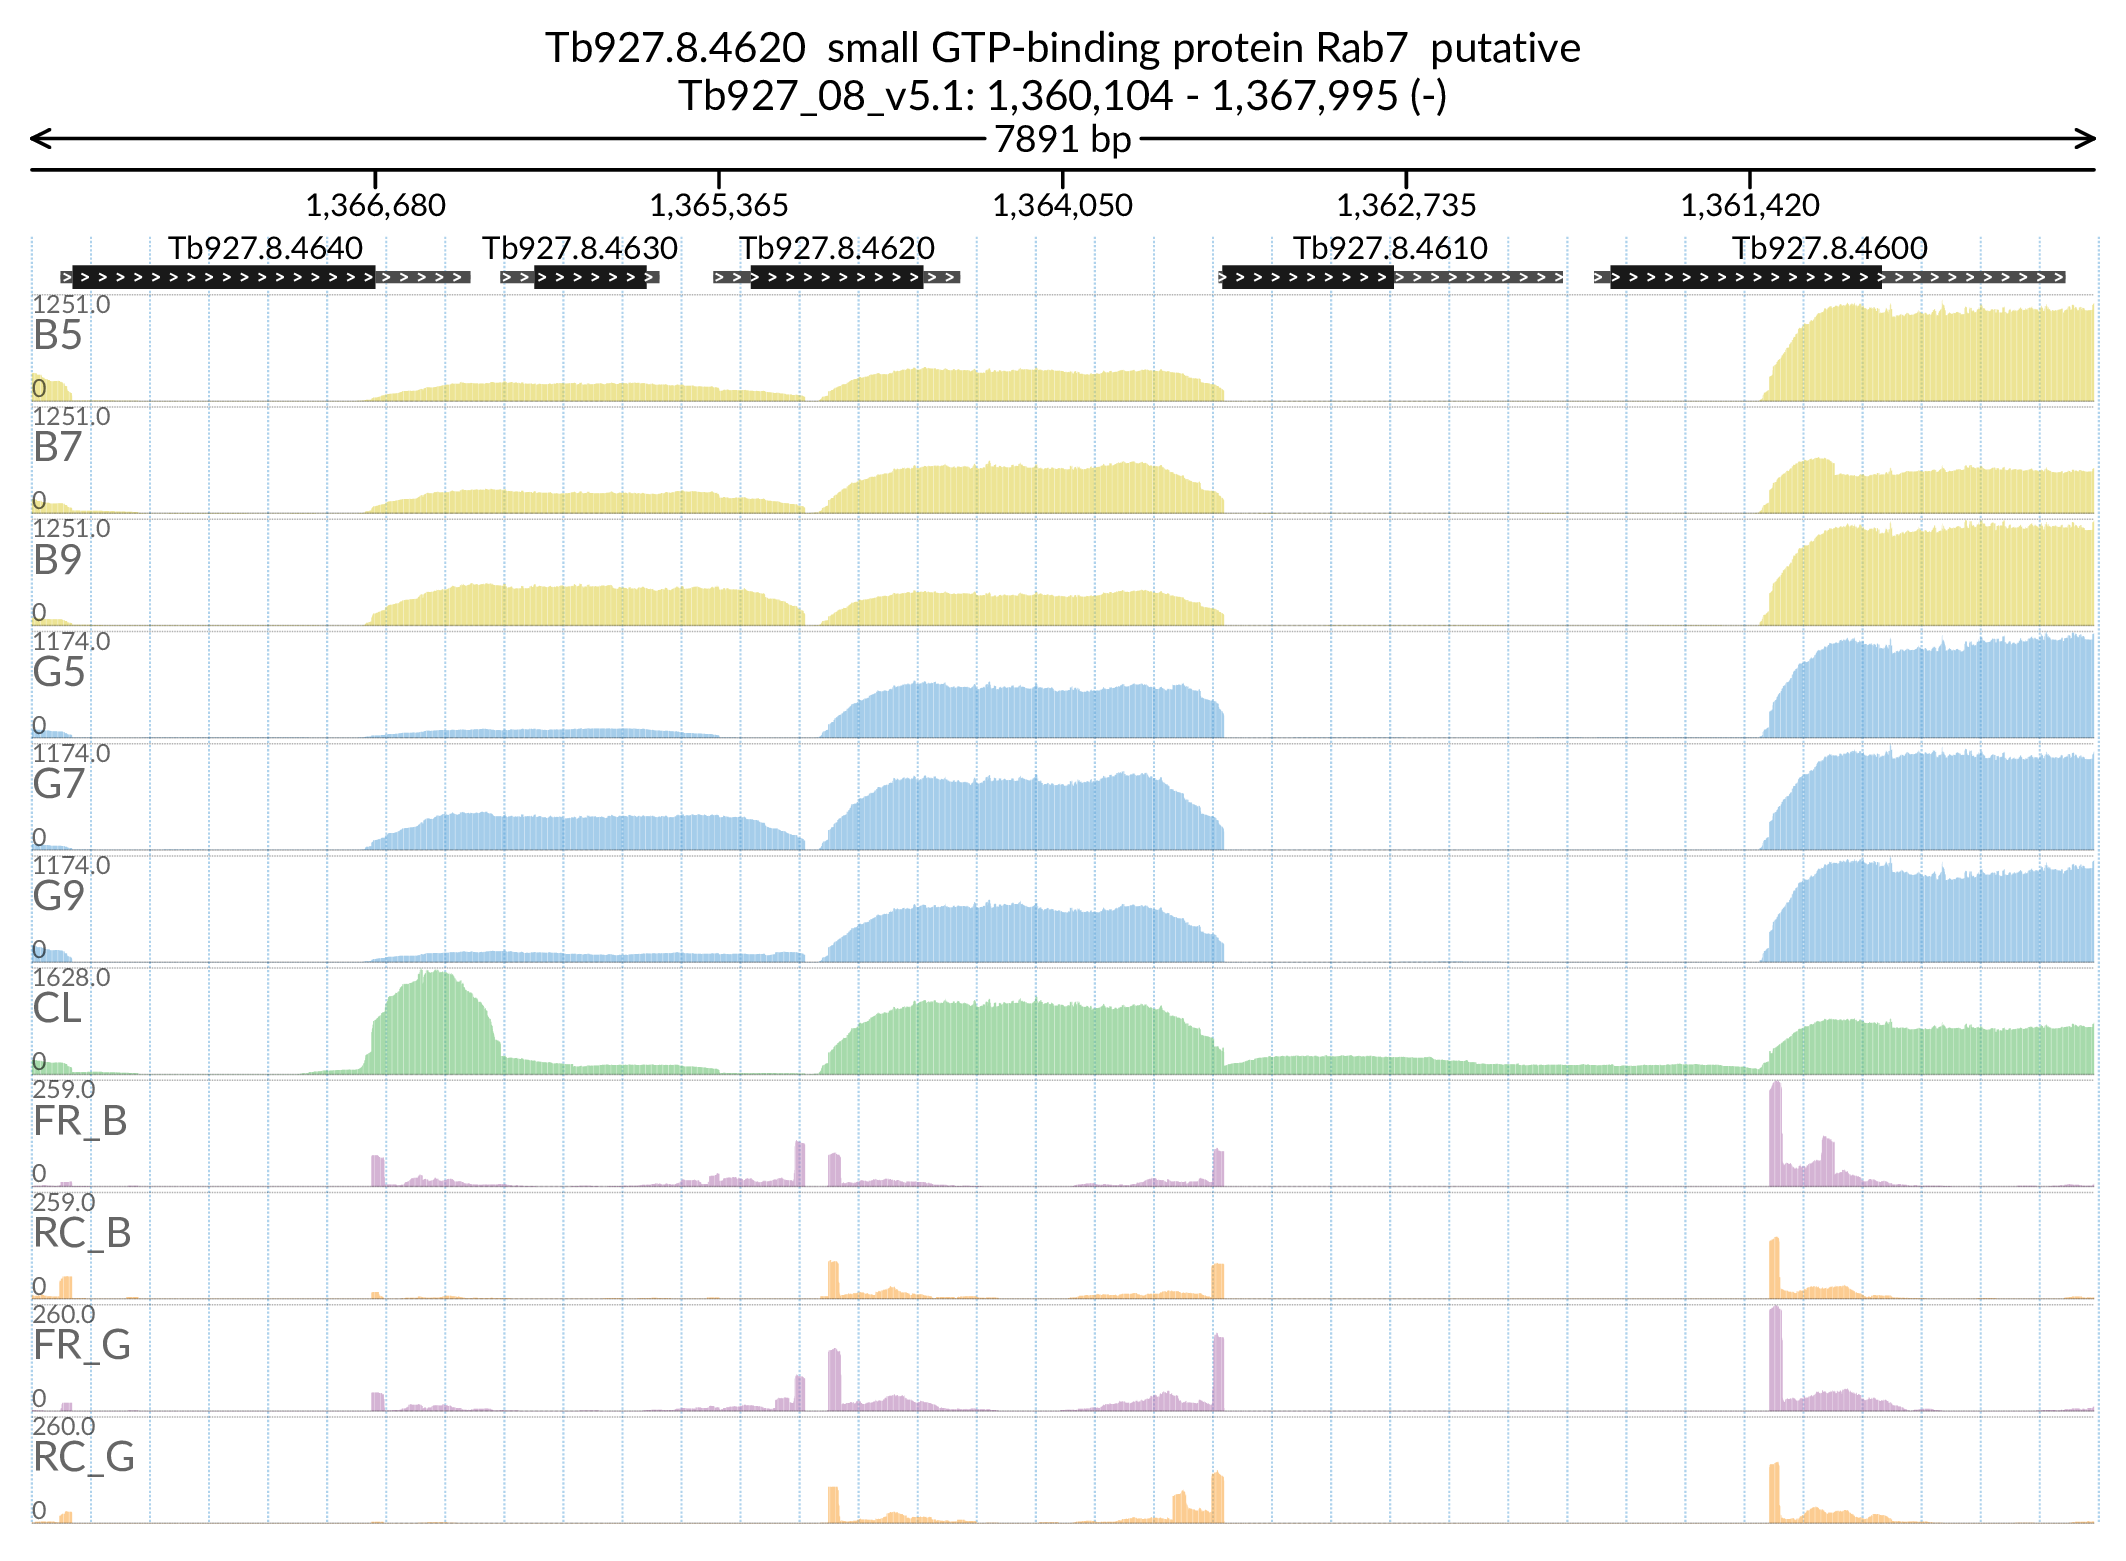 Tb927.8.4620  small GTP-binding protein Rab7  putative
Tb927_08_v5.1: 1,360,104 - 1,367,995 (-)
7891 bp
1,366,680 1,365,365 1,364,050 1,362,735 1,361,420
Tb927.8.4640 Tb927.8.4630 Tb927.8.4620 Tb927.8.4610 Tb927.8.4600
1251.0
B5
0
1251.0
B7
0
1251.0
B9
0
1174.0
G5
0
1174.0
G7
0
1174.0
G9
0
1628.0
CL
0
259.0
FR_B
0
259.0
RC_B
0
260.0
FR_G
0
260.0
RC_G
0